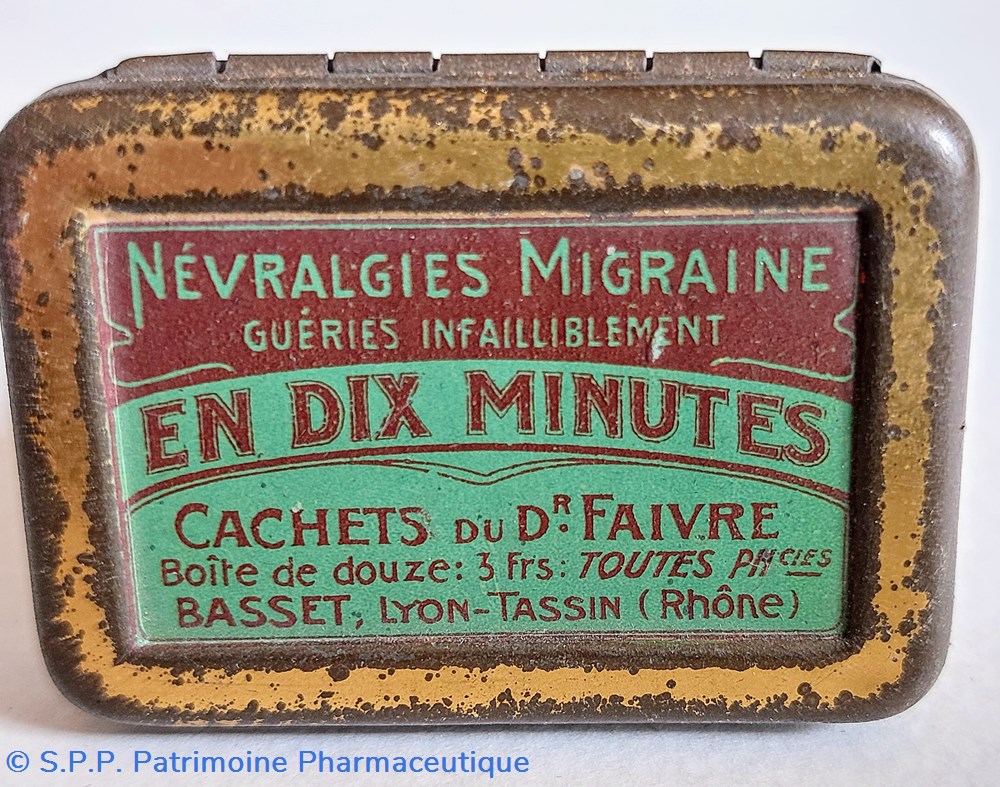 NÉVRALGIES MIGRAINE
GUÉRIES INFAILLIBLEMENT
EN DIX MINUTES
CACHETS DU DR. FAIVRE
Boîte de douze: 3 frs: TOUTES PHCIES
BASSET, LYON-TASSIN (Rhône)
© S.P.P. Patrimoine Pharmaceutique